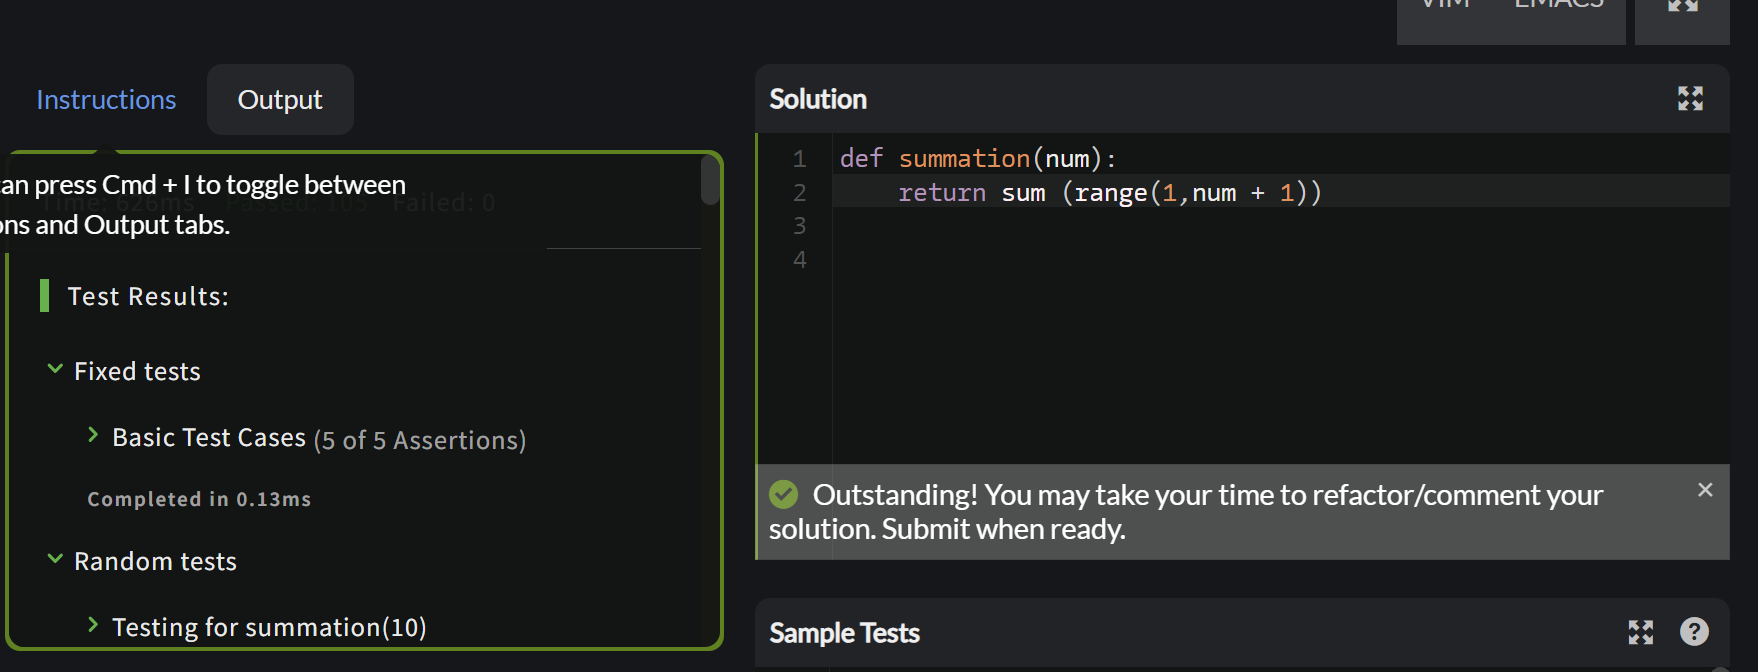 VIM EMACS
Instructions Output
an press Cmd + I to toggle between
Time: 626ms Passed: 105 Failed: 0
ons and Output tabs.
Test Results:
Fixed tests
Basic Test Cases (5 of 5 Assertions)
Completed in 0.13ms
Random tests
Testing for summation(10)
Solution
1 def summation(num):
2 return sum (range(1,num + 1))
3
4
Outstanding! You may take your time to refactor/comment your
solution. Submit when ready.
Sample Tests